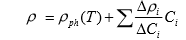 ρ = ρ_ph(T) + ∑ Δρ_i/ΔC_i C_i